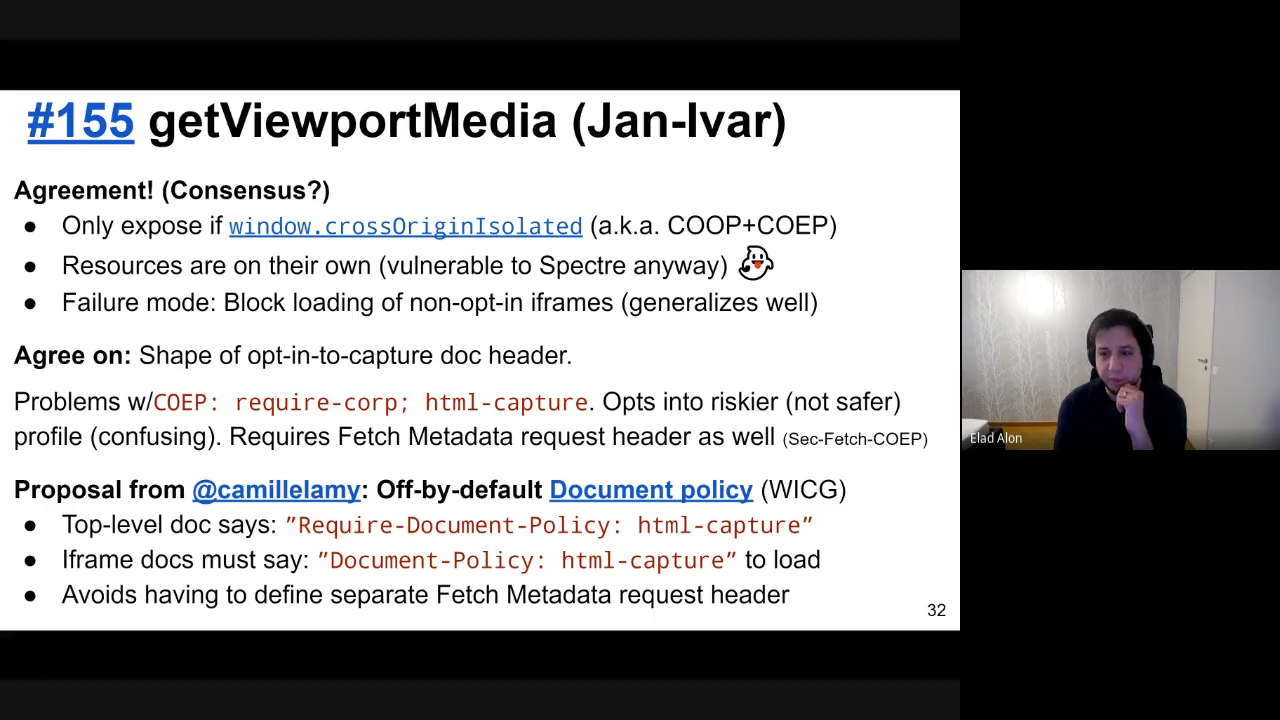 #155 getViewportMedia (Jan-Ivar)
Agreement! (Consensus?)
● Only expose if window.crossOriginIsolated (a.k.a. COOP+COEP)
● Resources are on their own (vulnerable to Spectre anyway)
● Failure mode: Block loading of non-opt-in iframes (generalizes well)
Agree on: Shape of opt-in-to-capture doc header.
Problems w/COEP: require-corp; html-capture. Opts into riskier (not safer)
profile (confusing). Requires Fetch Metadata request header as well (Sec-Fetch-COEP)
Proposal from @camillelamy: Off-by-default Document policy (WICG)
● Top-level doc says: ”Require-Document-Policy: html-capture”
● Iframe docs must say: ”Document-Policy: html-capture” to load
● Avoids having to define separate Fetch Metadata request header
32
Elad Alon